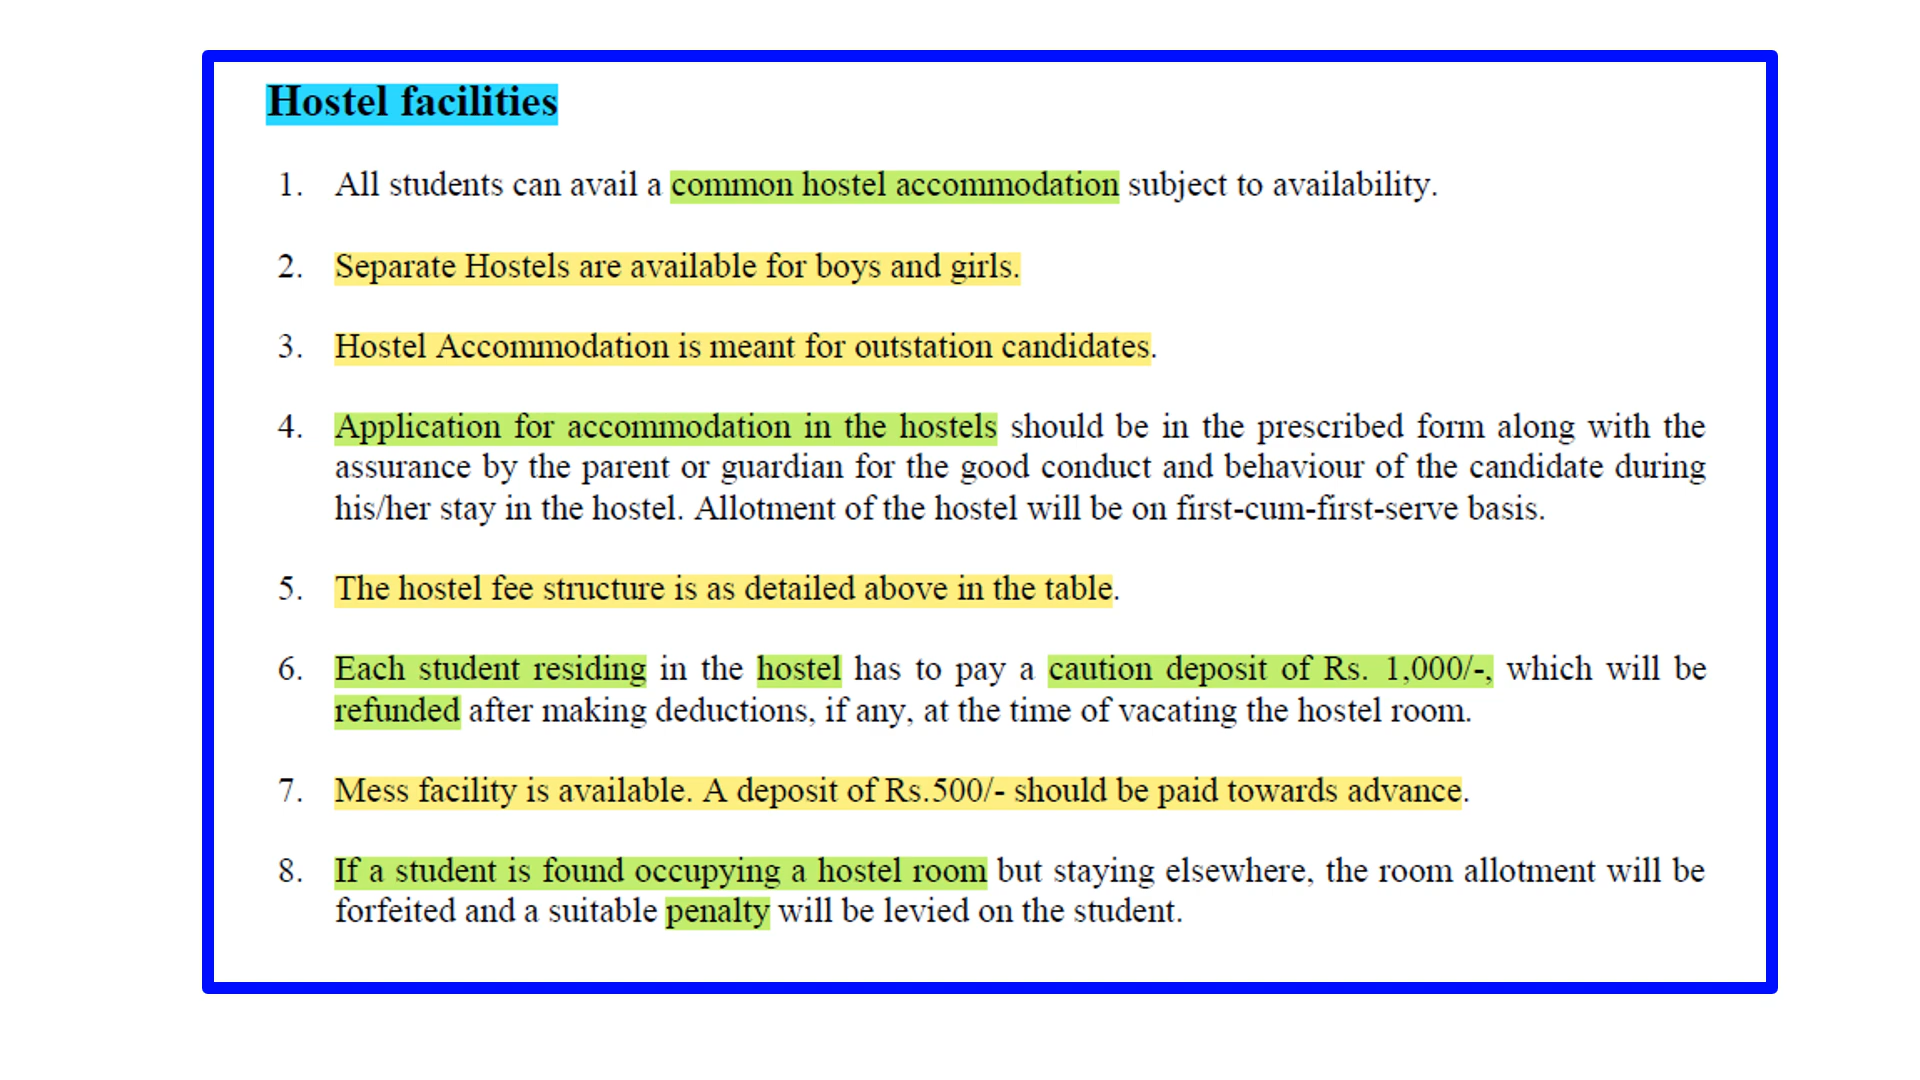 Hostel facilities
1. All students can avail a common hostel accommodation subject to availability.
2. Separate Hostels are available for boys and girls.
3. Hostel Accommodation is meant for outstation candidates.
4. Application for accommodation in the hostels should be in the prescribed form along with the
assurance by the parent or guardian for the good conduct and behaviour of the candidate during
his/her stay in the hostel. Allotment of the hostel will be on first-cum-first-serve basis.
5. The hostel fee structure is as detailed above in the table.
6. Each student residing in the hostel has to pay a caution deposit of Rs. 1,000/-, which will be
refunded after making deductions, if any, at the time of vacating the hostel room.
7. Mess facility is available. A deposit of Rs.500/- should be paid towards advance.
8. If a student is found occupying a hostel room but staying elsewhere, the room allotment will be
forfeited and a suitable penalty will be levied on the student.